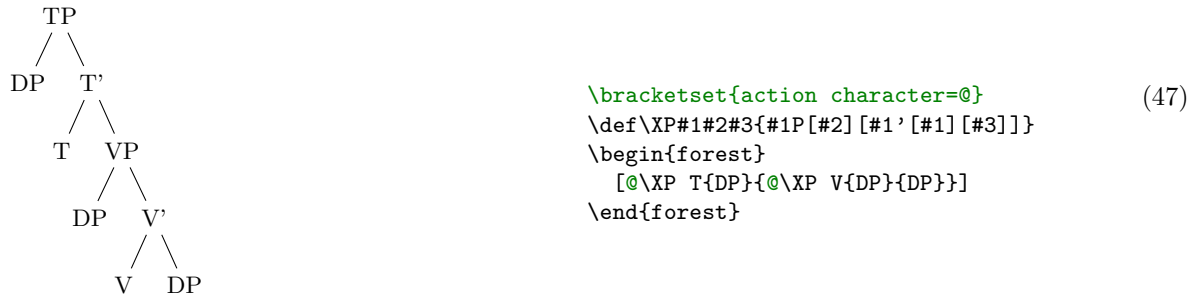 TP
DP T'
T VP
DP V'
V DP
\bracketset{action character=@} (47)
\def\XP#1#2#3{#1P[#2][#1'[#1][#3]]}
\begin{forest}
[@\XP T{DP}{@\XP V{DP}{DP}}]
\end{forest}